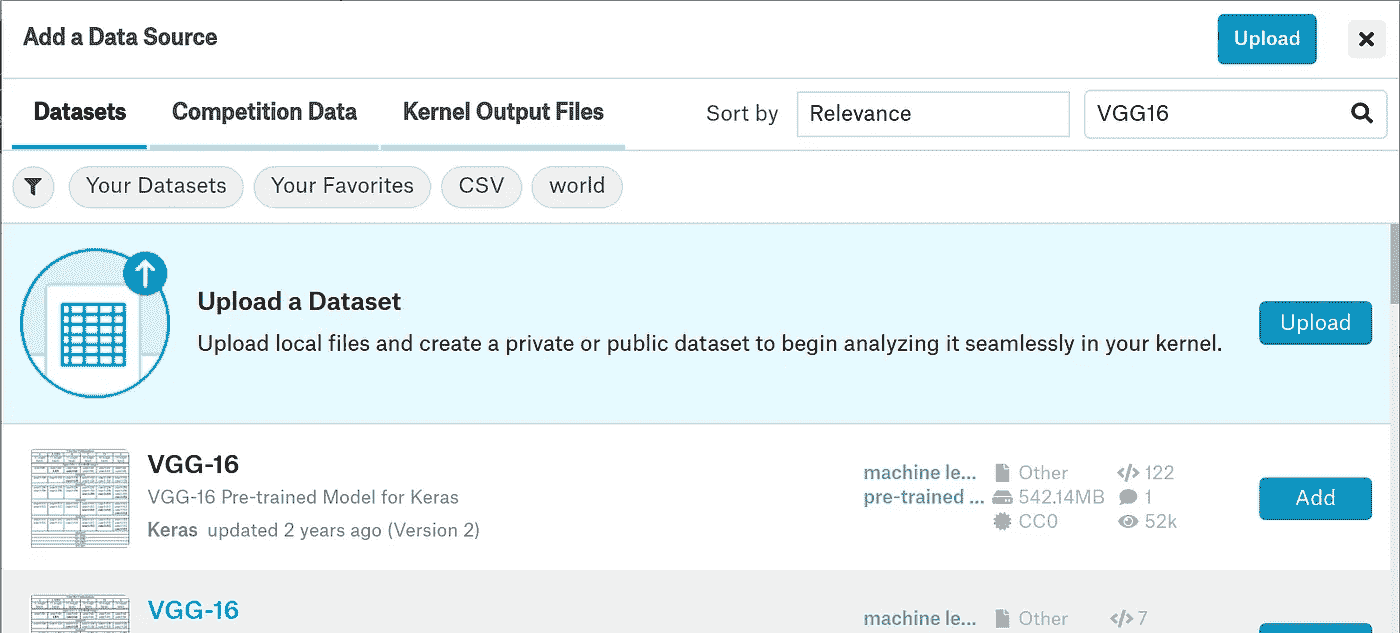 Add a Data Source
Upload
Datasets
Competition Data
Kernel Output Files
Sort by
Relevance
VGG16
Your Datasets
Your Favorites
CSV
world
Upload a Dataset
Upload local files and create a private or public dataset to begin analyzing it seamlessly in your kernel.
Upload
VGG-16
VGG-16 Pre-trained Model for Keras
Keras updated 2 years ago (Version 2)
machine le...
pre-trained ...
Other
542.14MB
CC0
122
1
52k
Add
VGG-16
machine le...
Other
7